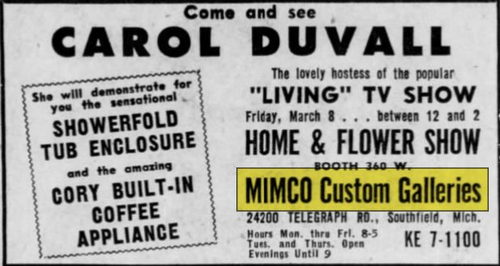 Come and see
CAROL DUVALL
She will demonstrate for
you the sensational
SHOWERFOLD
TUB ENCLOSURE
and the amazing
CORY BUILT-IN
COFFEE
APPLIANCE
The lovely hostess of the popular
"LIVING" TV SHOW
Friday, March 8 . . . between 12 and 2
HOME & FLOWER SHOW
BOOTH 360 W.
MIMCO Custom Galleries
24200 TELEGRAPH RD., Southfield, Mich.
Hours Mon. thru Fri. 8-5
Tues. and Thurs. Open
Evenings Until 9
KE 7-1100